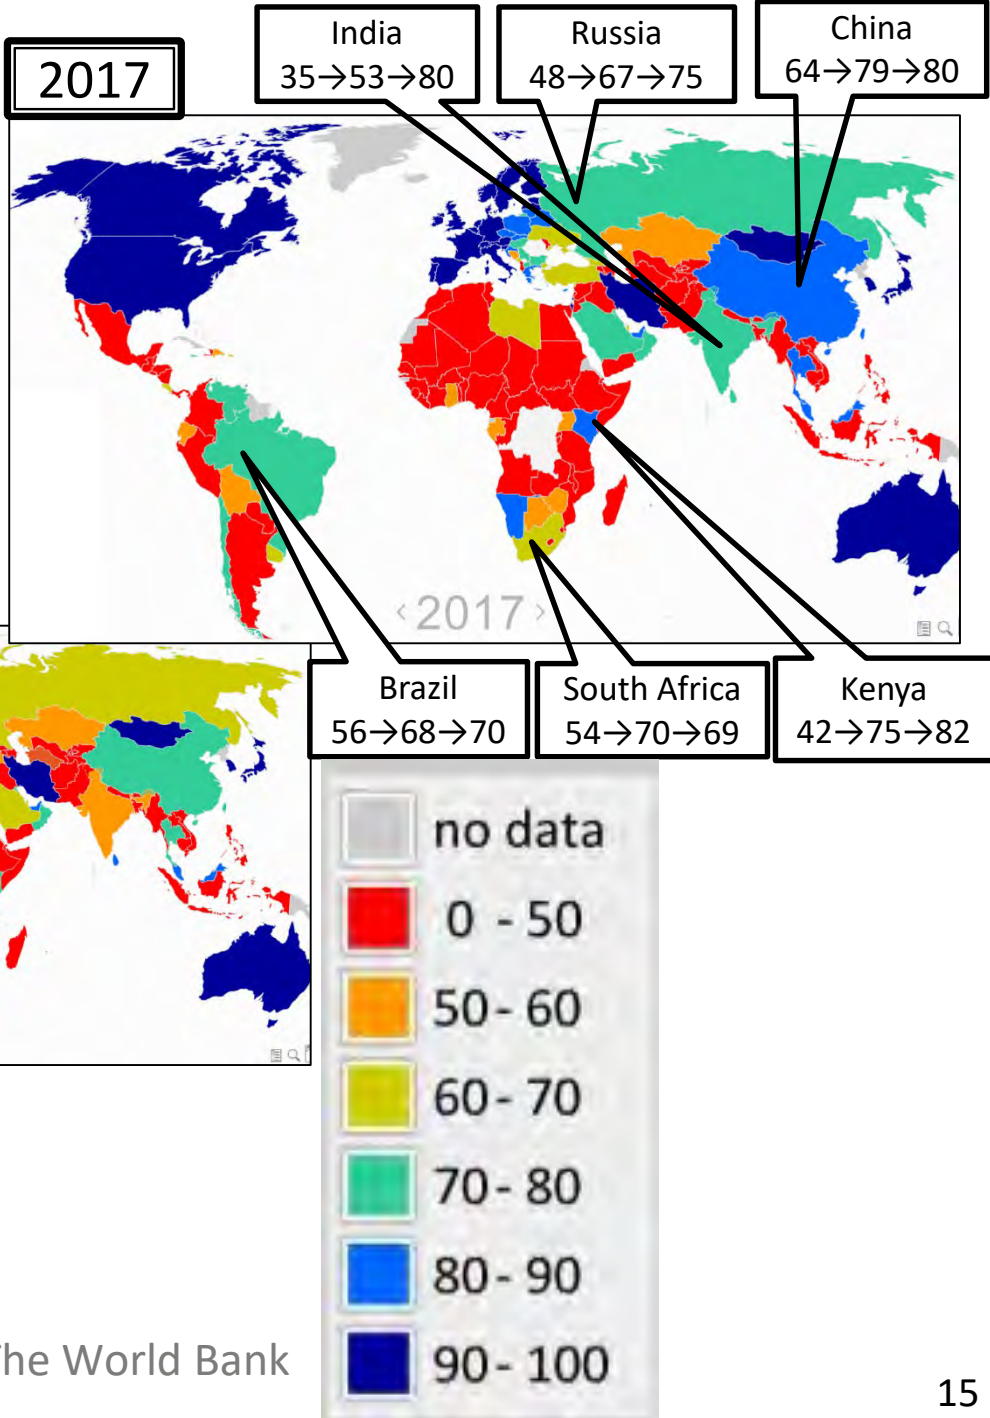 2017
India
35→53→80
Russia
48→67→75
China
64→79→80
‹ 2017 ›
Brazil
56→68→70
South Africa
54→70→69
Kenya
42→75→82
no data
0 - 50
50 - 60
60 - 70
70 - 80
80 - 90
90 - 100
The World Bank
15